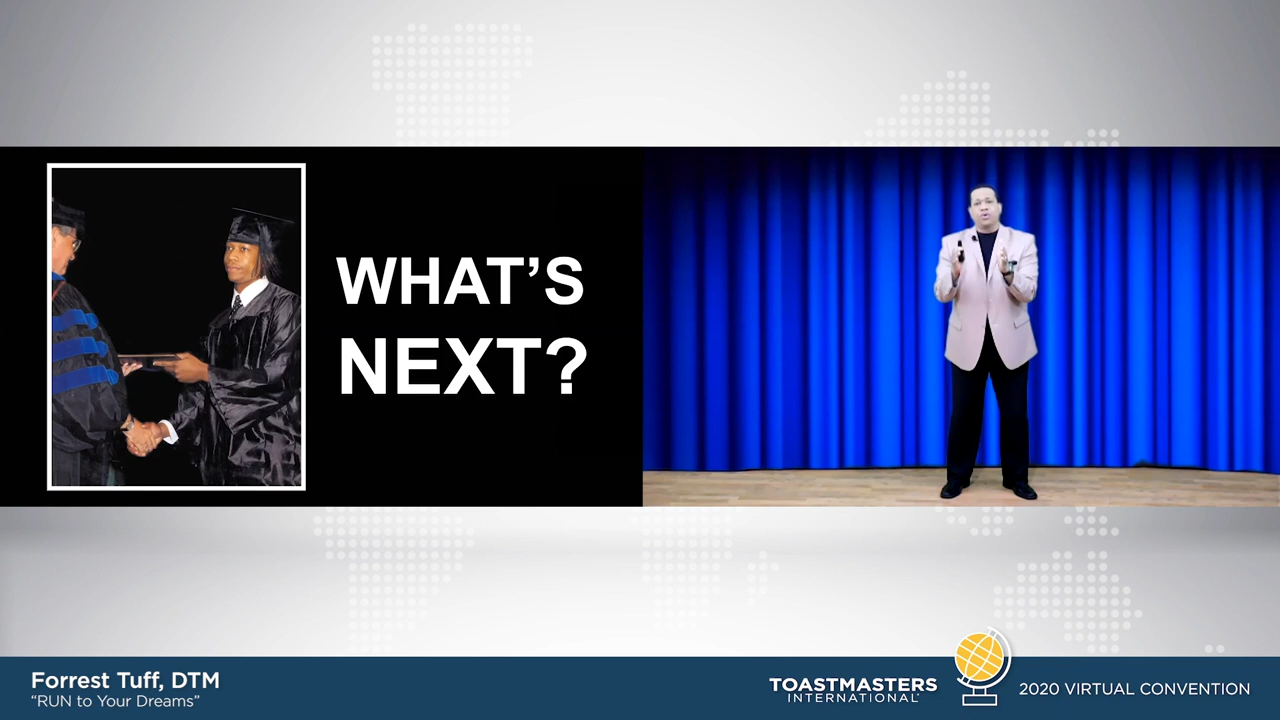 WHAT'S
NEXT?
Forrest Tuff, DTM
“RUN to Your Dreams”
TOASTMASTERS
INTERNATIONAL
2020 VIRTUAL CONVENTION